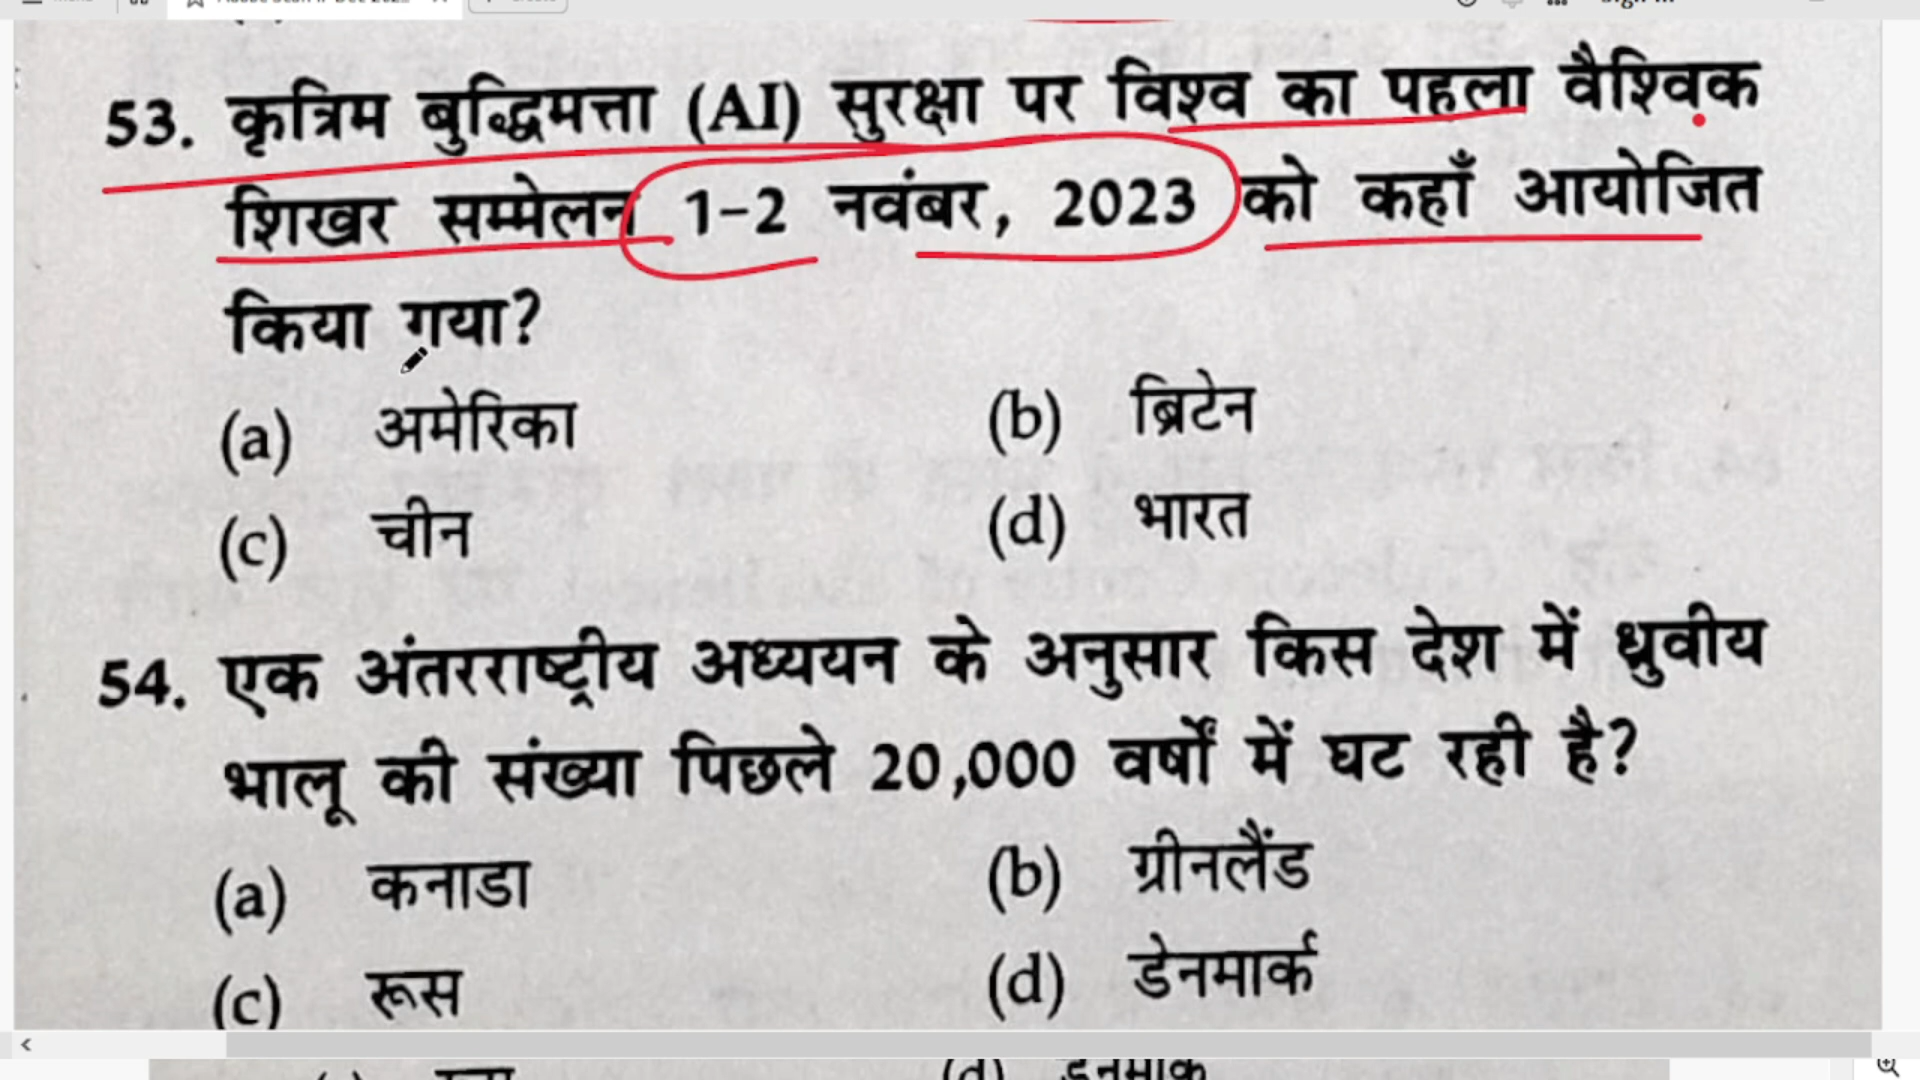 53. कृत्रिम बुद्धिमत्ता (AI) सुरक्षा पर विश्व का पहला वैश्विक
शिखर सम्मेलन 1-2 नवंबर, 2023 को कहाँ आयोजित
किया गया?
(a) अमेरिका (b) ब्रिटेन
(c) चीन (d) भारत
54. एक अंतरराष्ट्रीय अध्ययन के अनुसार किस देश में ध्रुवीय
भालू की संख्या पिछले 20,000 वर्षों में घट रही है?
(a) कनाडा (b) ग्रीनलैंड
(c) रूस (d) डेनमार्क